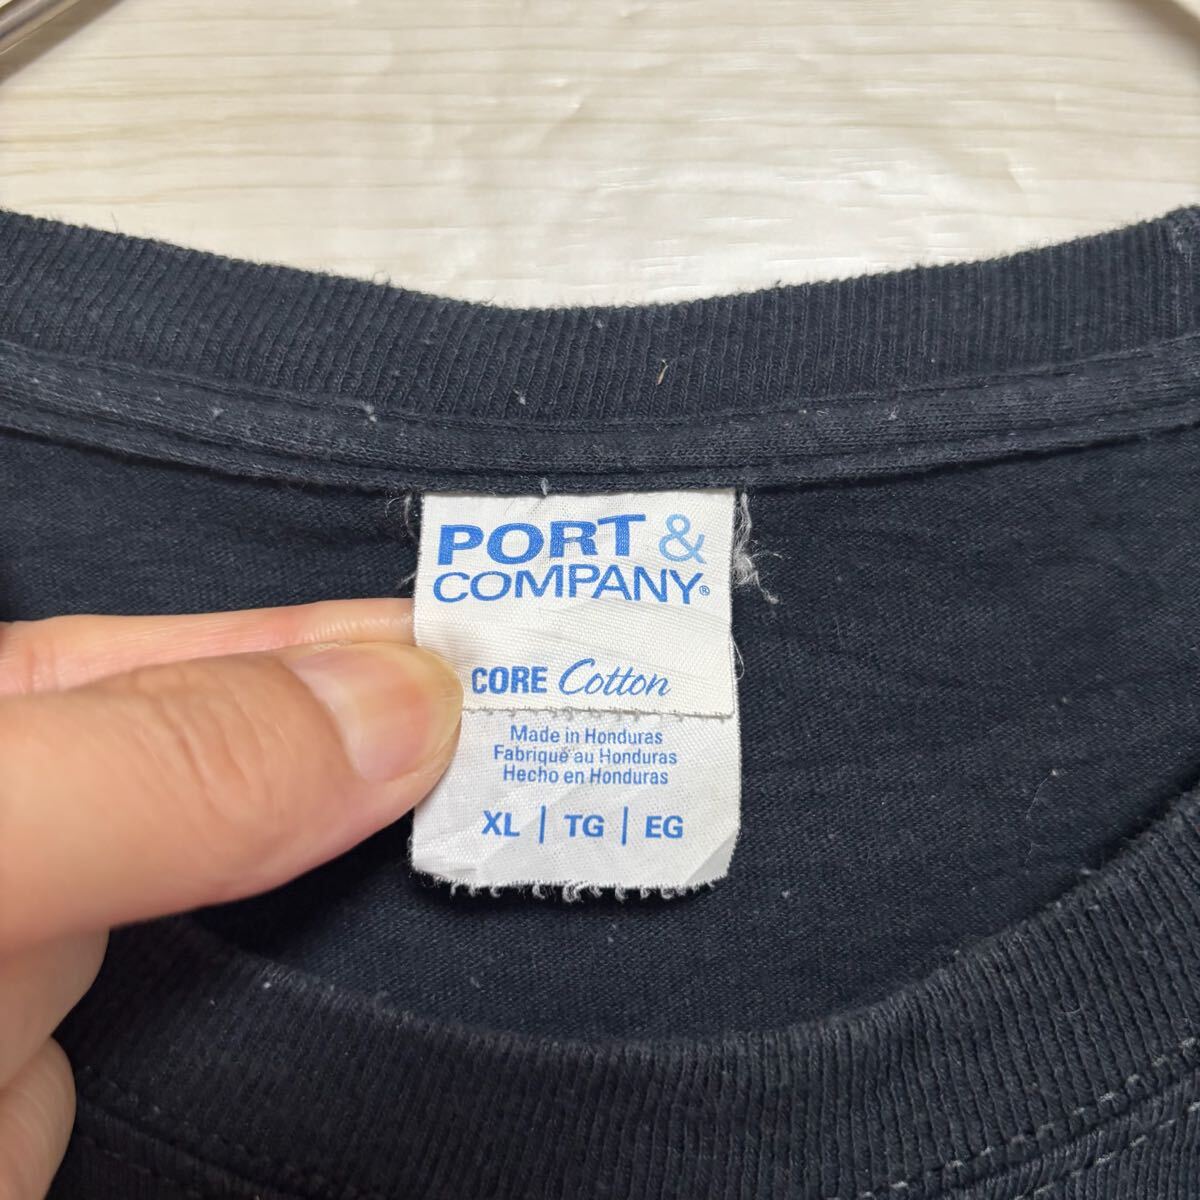 PORT &
COMPANY®
CORE Cotton
Made in Honduras
Fabriqué au Honduras
Hecho en Honduras
XL | TG | EG